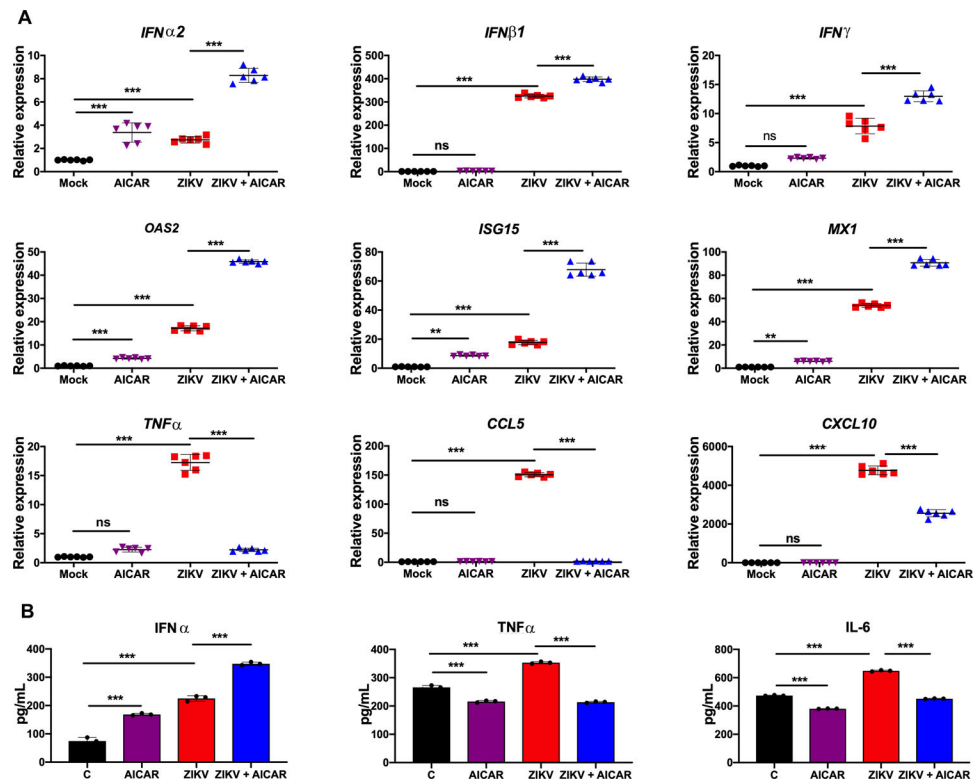 A
IFNα2
Relative expression
10
8
6
4
2
0
***
***
***
Mock AICAR ZIKV ZIKV + AICAR
IFNβ1
Relative expression
500
400
300
200
100
0
***
***
ns
Mock AICAR ZIKV ZIKV + AICAR
IFNγ
Relative expression
20
15
10
5
0
***
***
ns
Mock AICAR ZIKV ZIKV + AICAR
OAS2
Relative expression
50
40
30
20
10
0
***
***
***
Mock AICAR ZIKV ZIKV + AICAR
ISG15
Relative expression
80
60
40
20
0
***
***
**
Mock AICAR ZIKV ZIKV + AICAR
MX1
Relative expression
100
80
60
40
20
0
***
***
**
Mock AICAR ZIKV ZIKV + AICAR
TNFα
Relative expression
20
15
10
5
0
***
***
ns
Mock AICAR ZIKV ZIKV + AICAR
CCL5
Relative expression
200
150
100
50
0
***
***
ns
Mock AICAR ZIKV ZIKV + AICAR
CXCL10
Relative expression
6000
4000
2000
0
***
***
ns
Mock AICAR ZIKV ZIKV + AICAR
B
IFN α
pg/mL
400
300
200
100
0
***
***
***
C AICAR ZIKV ZIKV + AICAR
TNFα
pg/mL
400
300
200
100
0
***
***
***
C AICAR ZIKV ZIKV + AICAR
IL-6
pg/mL
800
600
400
200
0
***
***
***
C AICAR ZIKV ZIKV + AICAR